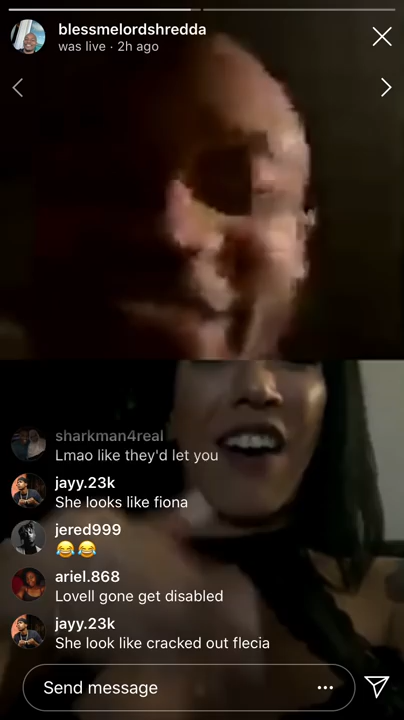 blessmelordshredda
was live · 2h ago
sharkman4real
Lmao like they'd let you
jayy.23k
She looks like fiona
jered999
😂😂
ariel.868
Lovell gone get disabled
jayy.23k
She look like cracked out flecia
Send message